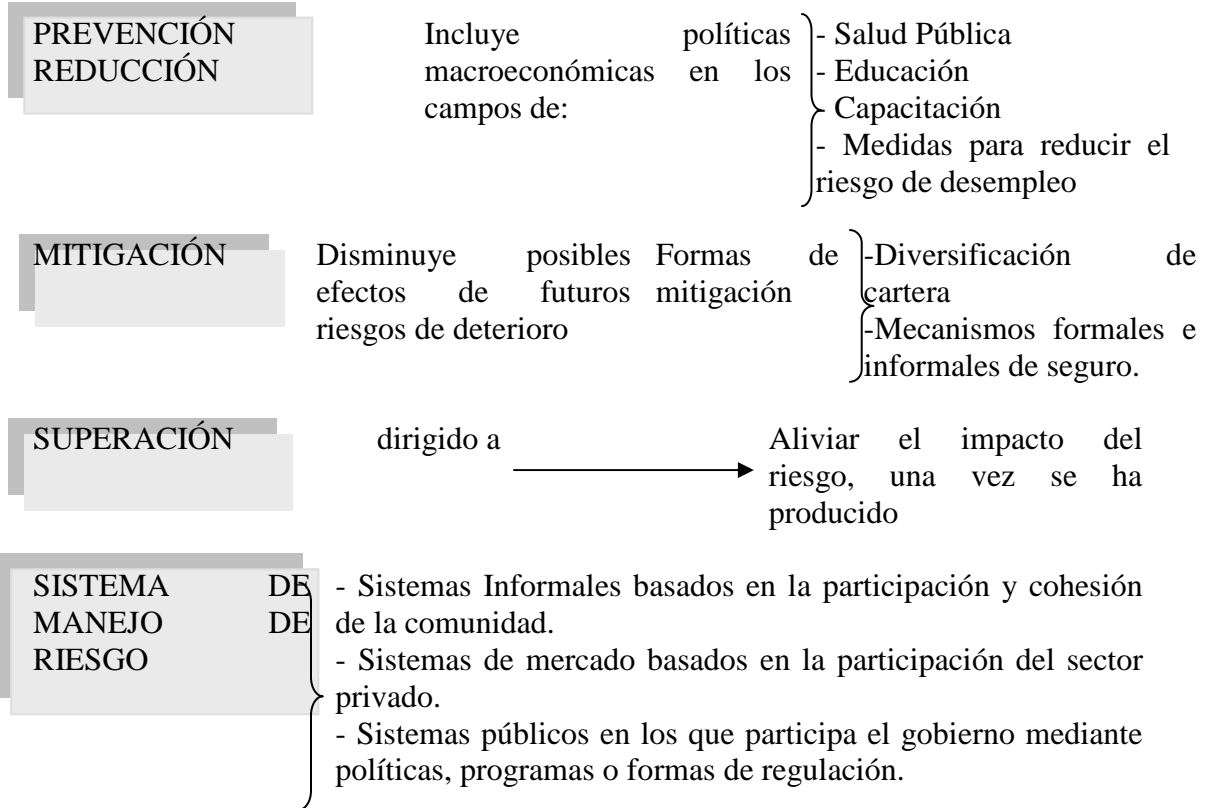 PREVENCIÓN
REDUCCIÓN
Incluye políticas
macroeconómicas en los
campos de:
- Salud Pública
- Educación
- Capacitación
- Medidas para reducir el
riesgo de desempleo
MITIGACIÓN
Disminuye posibles
efectos de futuros
riesgos de deterioro
Formas de
mitigación
-Diversificación de
cartera
-Mecanismos formales e
informales de seguro.
SUPERACIÓN
dirigido a
Aliviar el impacto del
riesgo, una vez se ha
producido
SISTEMA DE
MANEJO DE
RIESGO
- Sistemas Informales basados en la participación y cohesión
de la comunidad.
- Sistemas de mercado basados en la participación del sector
privado.
- Sistemas públicos en los que participa el gobierno mediante
políticas, programas o formas de regulación.